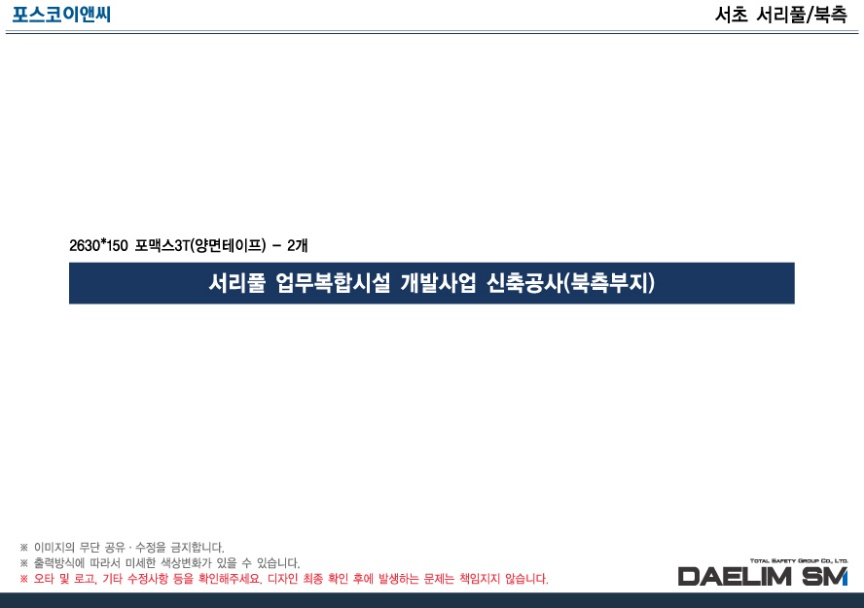 포스코이앤씨
서초 서리풀/북측
2630*150 포맥스3T(양면테이프) - 2개
서리풀 업무복합시설 개발사업 신축공사(북측부지)
※ 이미지의 무단 공유·수정을 금지합니다.
※ 출력방식에 따라서 미세한 색상변화가 있을 수 있습니다.
※ 오타 및 로고, 기타 수정사항 등을 확인해주세요. 디자인 최종 확인 후에 발생하는 문제는 책임지지 않습니다.
TOTAL SAFETY GROUP CO., LTD.
DAELIM SM